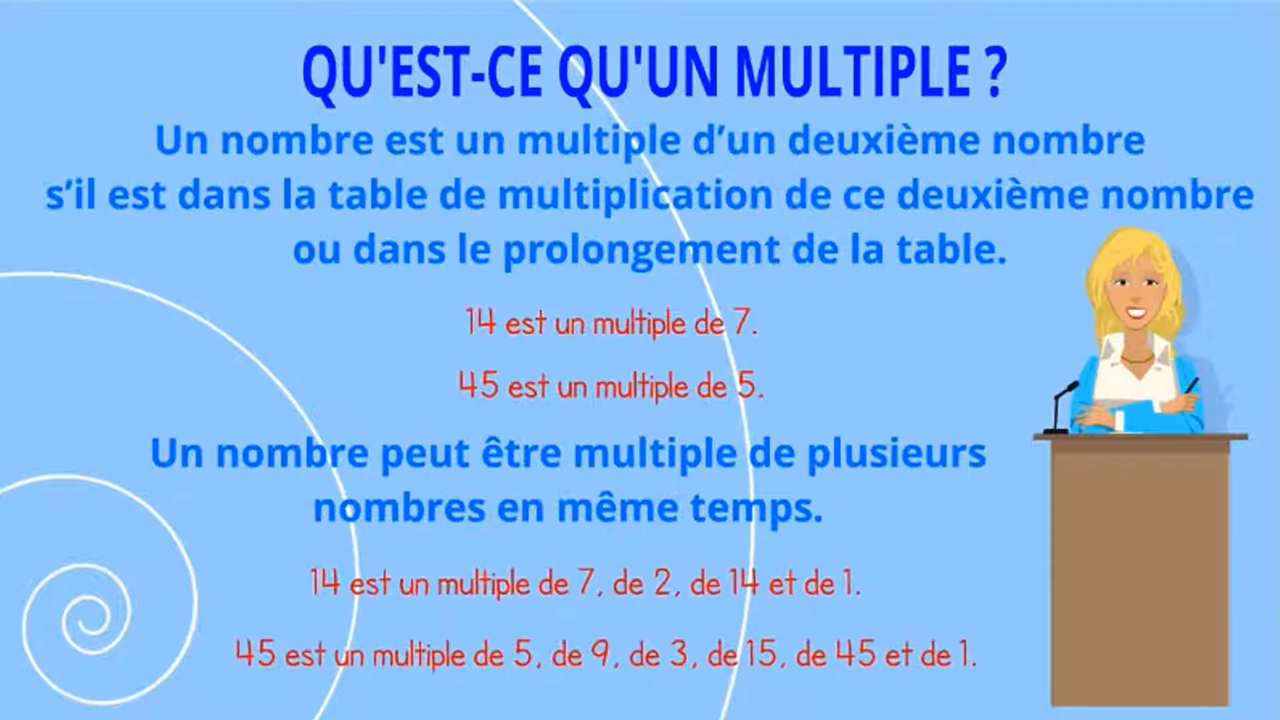 QU'EST-CE QU'UN MULTIPLE ?
Un nombre est un multiple d’un deuxième nombre
s’il est dans la table de multiplication de ce deuxième nombre
ou dans le prolongement de la table.
14 est un multiple de 7.
45 est un multiple de 5.
Un nombre peut être multiple de plusieurs
nombres en même temps.
14 est un multiple de 7, de 2, de 14 et de 1.
45 est un multiple de 5, de 9, de 3, de 15, de 45 et de 1.